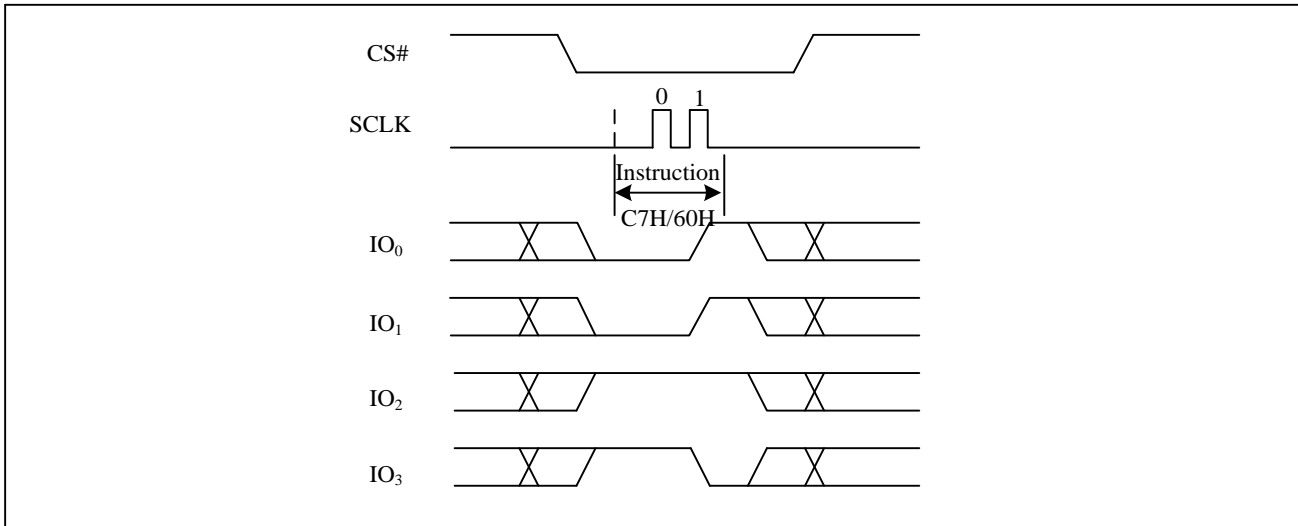 CS#
0 1
SCLK
Instruction
C7H/60H
IO₀
IO₁
IO₂
IO₃